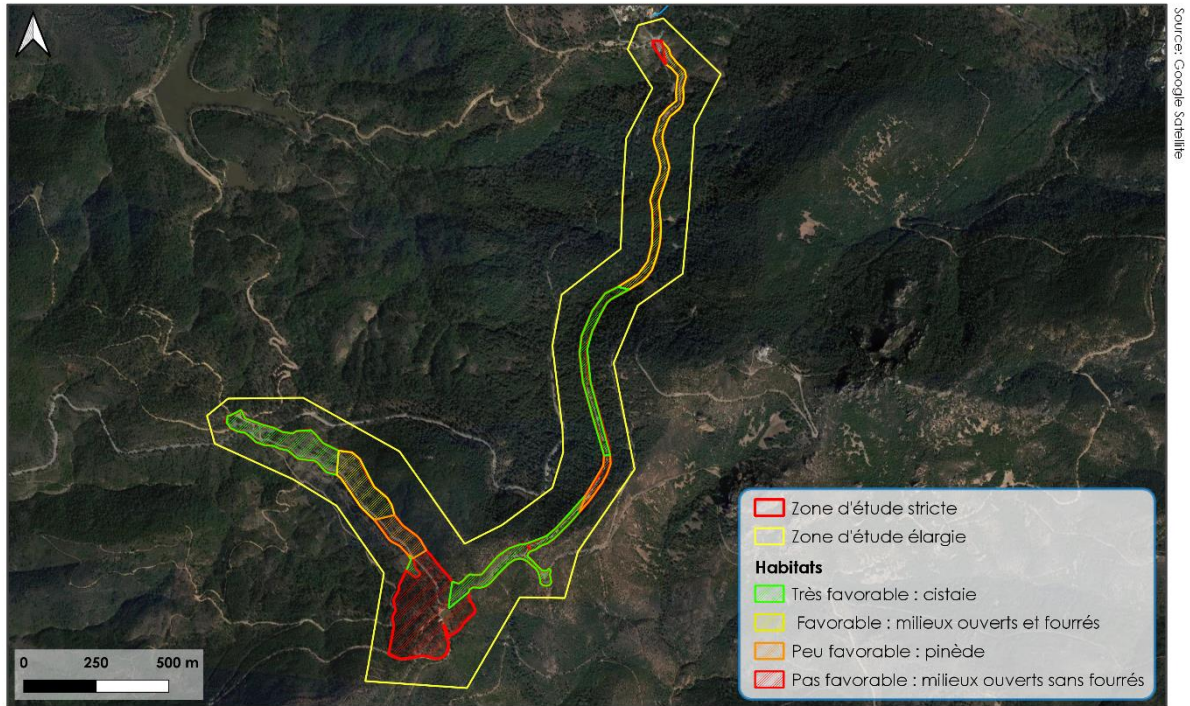 Source: Google Satellite
Zone d'étude stricte
Zone d'étude élargie
Habitats
Très favorable : cistaie
Favorable : milieux ouverts et fourrés
Peu favorable : pinède
Pas favorable : milieux ouverts sans fourrés
0 250 500 m